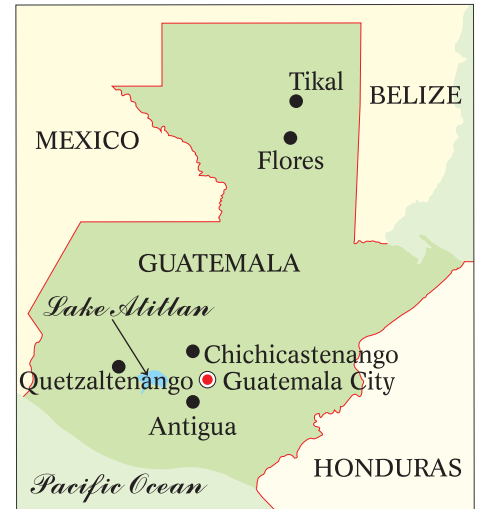 Tikal
BELIZE
MEXICO
Flores
GUATEMALA
Lake Atitlan
Chichicastenango
Quetzaltenango
Guatemala City
Antigua
HONDURAS
Pacific Ocean